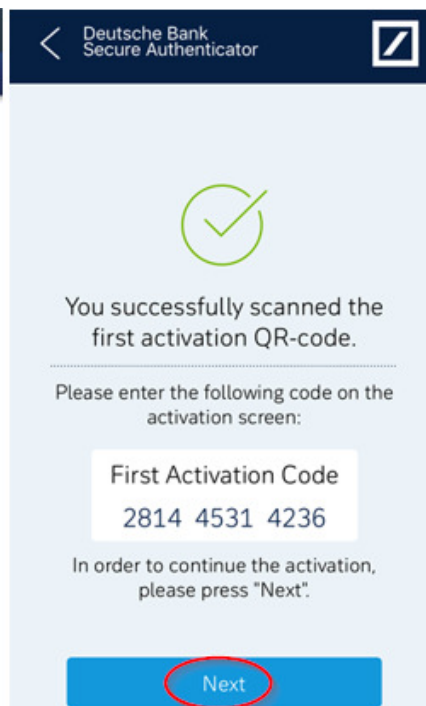 Deutsche Bank
Secure Authenticator
You successfully scanned the
first activation QR-code.
Please enter the following code on the
activation screen:
First Activation Code
2814 4531 4236
In order to continue the activation,
please press "Next".
Next